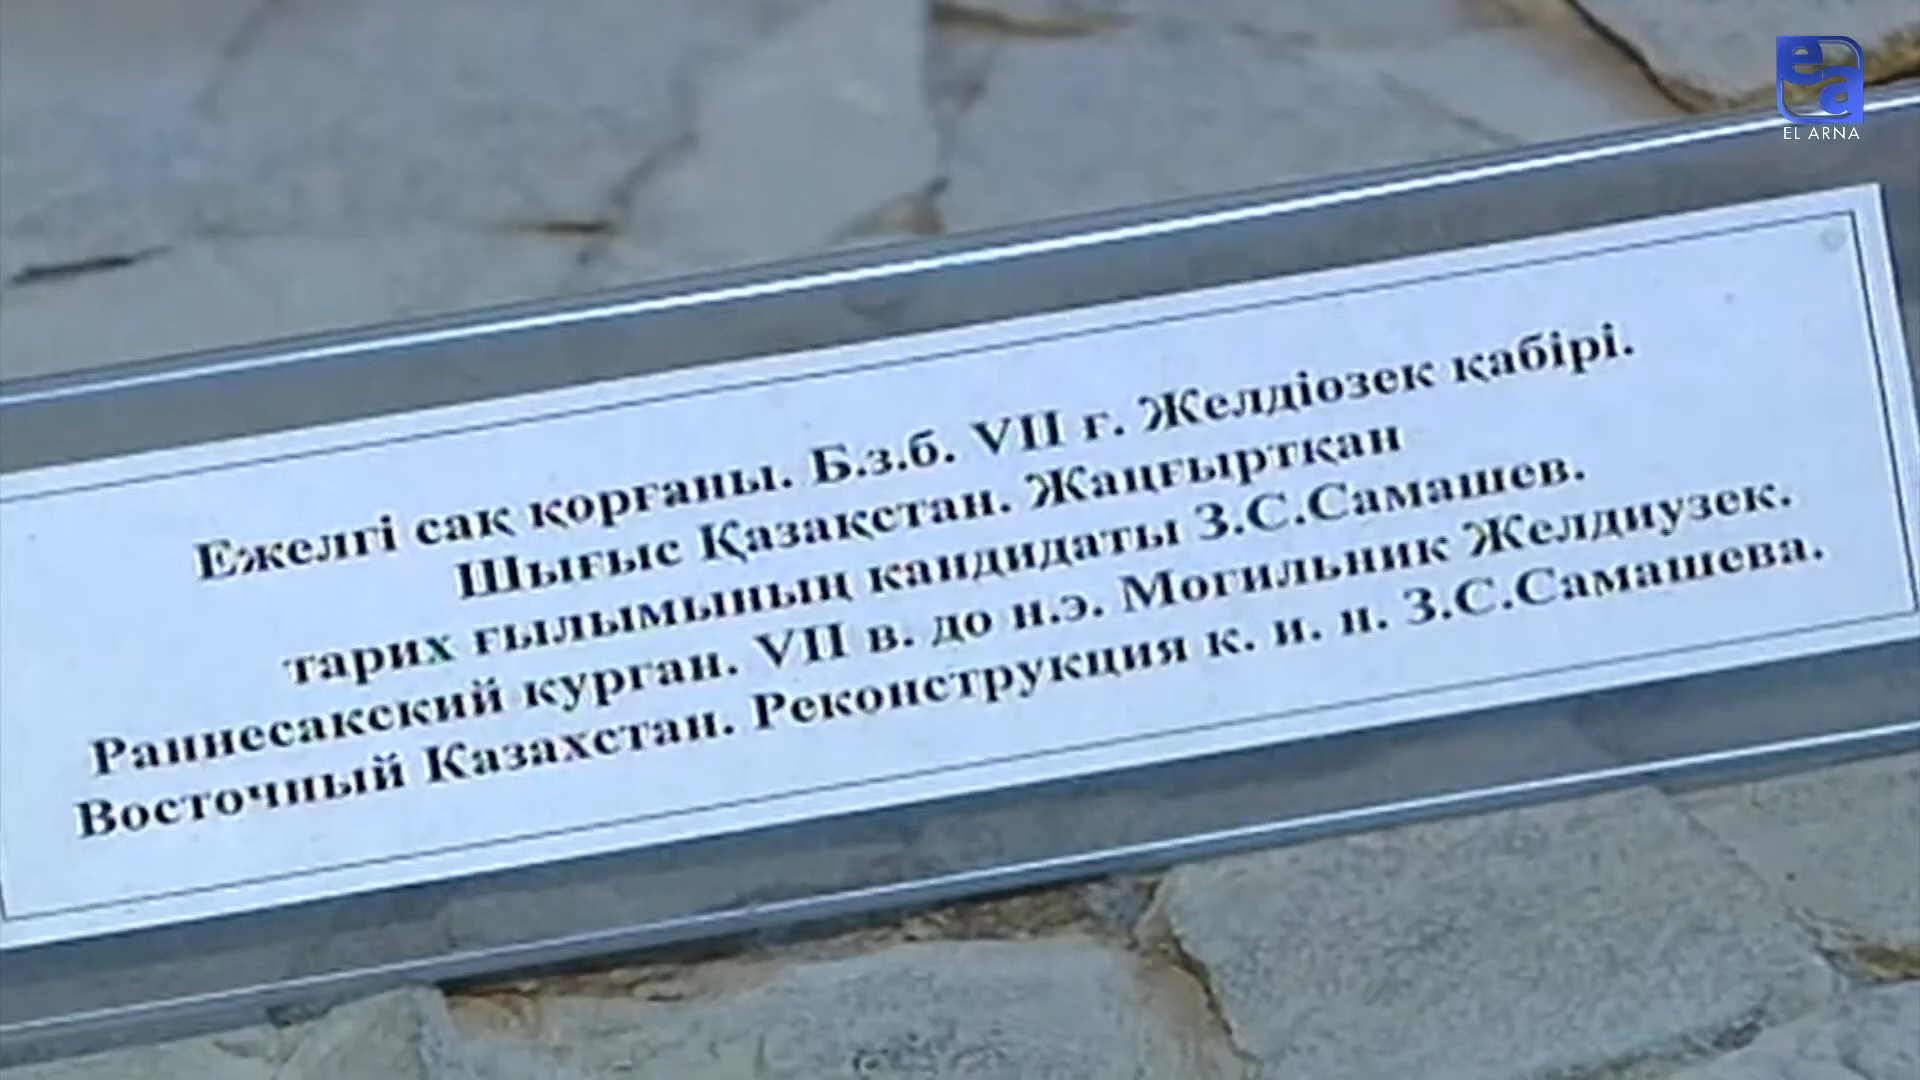 Ежелгі сақ қорғаны. Б.з.б. VII г. Желдіозек қабірі.
Шығыс Қазақстан. Жаңғыртқан
тарих ғылымының кандидаты З.С.Самашев.
Раннесакский курган. VII в. до н.э. Могильник Желдиузек.
Восточный Казахстан. Реконструкция к. и. н. З.С.Самашева.
ea
EL ARNA